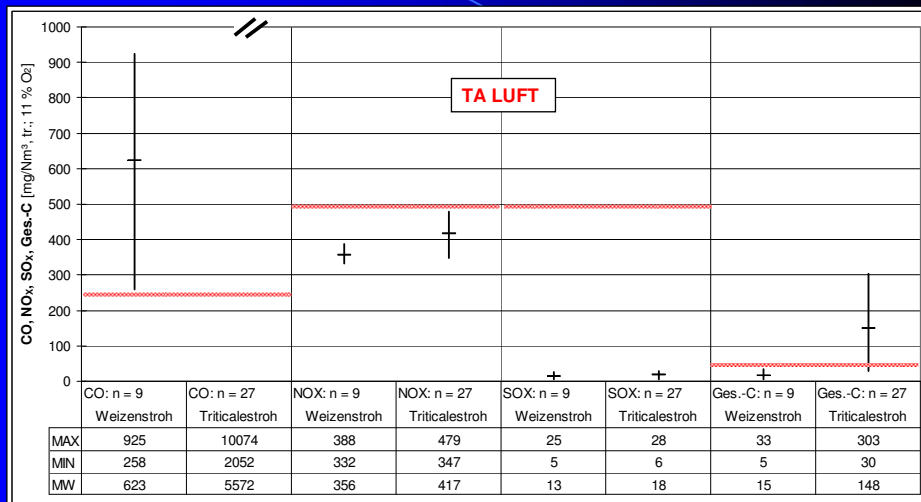 CO, NOX, SOX, Ges.-C [mg/Nm³, tr.; 11 % O2]
1000
900
800
700
600
500
400
300
200
100
0
TA LUFT
CO: n = 9 CO: n = 27 NOX: n = 9 NOX: n = 27 SOX: n = 9 SOX: n = 27 Ges.-C: n = 9 Ges.-C: n = 27
Weizenstroh Triticalestroh Weizenstroh Triticalestroh Weizenstroh Triticalestroh Weizenstroh Triticalestroh
MAX 925 10074 388 479 25 28 33 303
MIN 258 2052 332 347 5 6 5 30
MW 623 5572 356 417 13 18 15 148